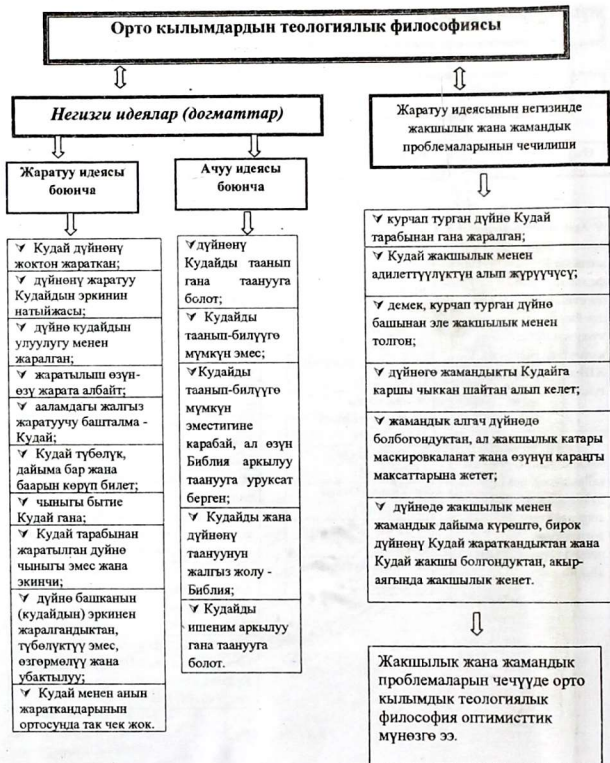 Орто кылымдардын теологиялык философиясы
Негизги идеялар (догматтар)
Жаратуу идеясы
боюнча
Кудай дүйнөнү
жоктон жараткан;
дүйнөнү жаратуу
Кудайдын эркинин
натыйжасы;
дүйнө кудайдын
улуулугу менен
жаралган;
жаратылыш өзүн-
өзү жарата албайт;
ааламдагы жалгыз
жаратуучу башталма -
Кудай;
Кудай түбөлүк,
дайыма бар жана
баарын көрүп билет;
чыныгы бытие
Кудай гана;
Кудай тарабынан
жаратылган дуйнө
чыныгы эмес жана
экинчи;
дүйнө башканын
(кудайдын) эркинен
жаралгандыктан,
түбөлүктүү эмес,
өзгөрмөлүү жана
убактылуу;
Кудай менен анын
жараткандарынын
ортосунда так чек жок.
Ачуу идеясы
боюнча
дүйнөнү
Кудайды таанып
гана таанууга
болот;
Кудайды
таанып-билүүгө
мүмкүн эмес;
Кудайды
таанып-билүүгө
мүмкүн
эместигине
карабай, ал өзүн
Библия аркылуу
таанууга уруксат
берген;
Кудайды жана
дүйнөнү
таануунун
жалгыз жолу -
Библия;
Кудайды
ишеним аркылуу
гана таанууга
болот.
Жаратуу идеясынын негизинде
жакшылык жана жамандык
проблемаларынын чечилиши
курчап турган дүйнө Кудай
тарабынан гана жаралган;
Кудай жакшылык менен
адилеттүүлүктүн алып жүрүүчүсү;
демек, курчап турган дүйнө
башынан эле жакшылык менен
толгон;
дүйнөгө жамандыкты Кудайга
каршы чыккан шайтан алып келет;
жамандык алгач дүйнөдө
болбогондуктан, ал жакшылык катары
маскировкаланат жана өзүнүн караңгы
максаттарына жетет;
дүйнөдө жакшылык менен
жамандык дайыма күрөштө, бирок
дүйнөнү Кудай жараткандыктан жана
Кудай жакшы болгондуктан, акыр-
аягында жакшылык женет.
Жакшылык жана жамандык
проблемаларын чечүүдө орто
кылымдык теологиялык
философия оптимисттик
мүнөзгө ээ.